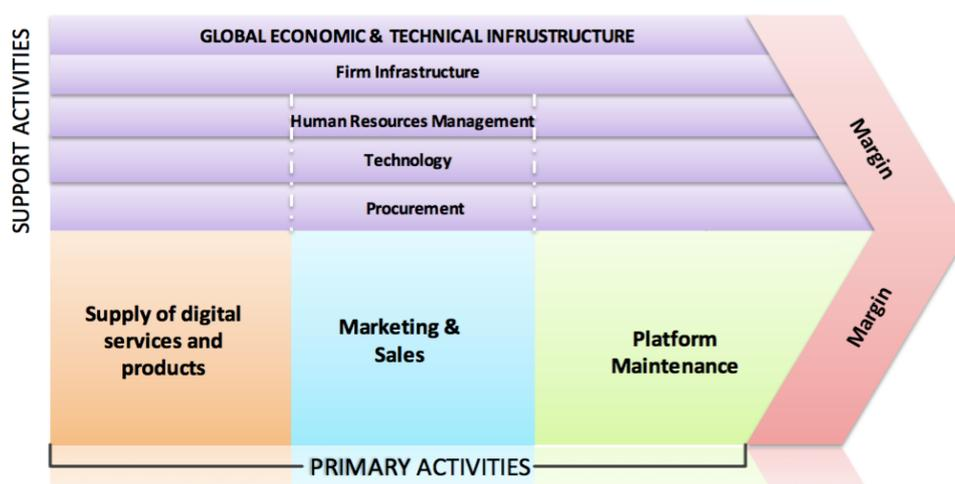 SUPPORT ACTIVITIES
GLOBAL ECONOMIC & TECHNICAL INFRUSTRUCTURE
Firm Infrastructure
Human Resources Management
Technology
Procurement
Margin
Margin
Supply of digital
services and
products
Marketing &
Sales
Platform
Maintenance
PRIMARY ACTIVITIES